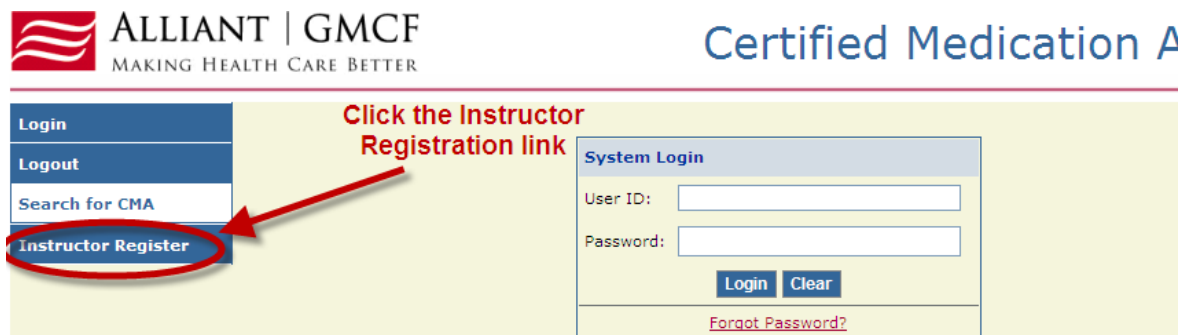 ALLIANT | GMCF
MAKING HEALTH CARE BETTER
Certified Medication A
Login
Logout
Search for CMA
Instructor Register
Click the Instructor
Registration link
System Login
User ID:
Password:
Login Clear
Forgot Password?